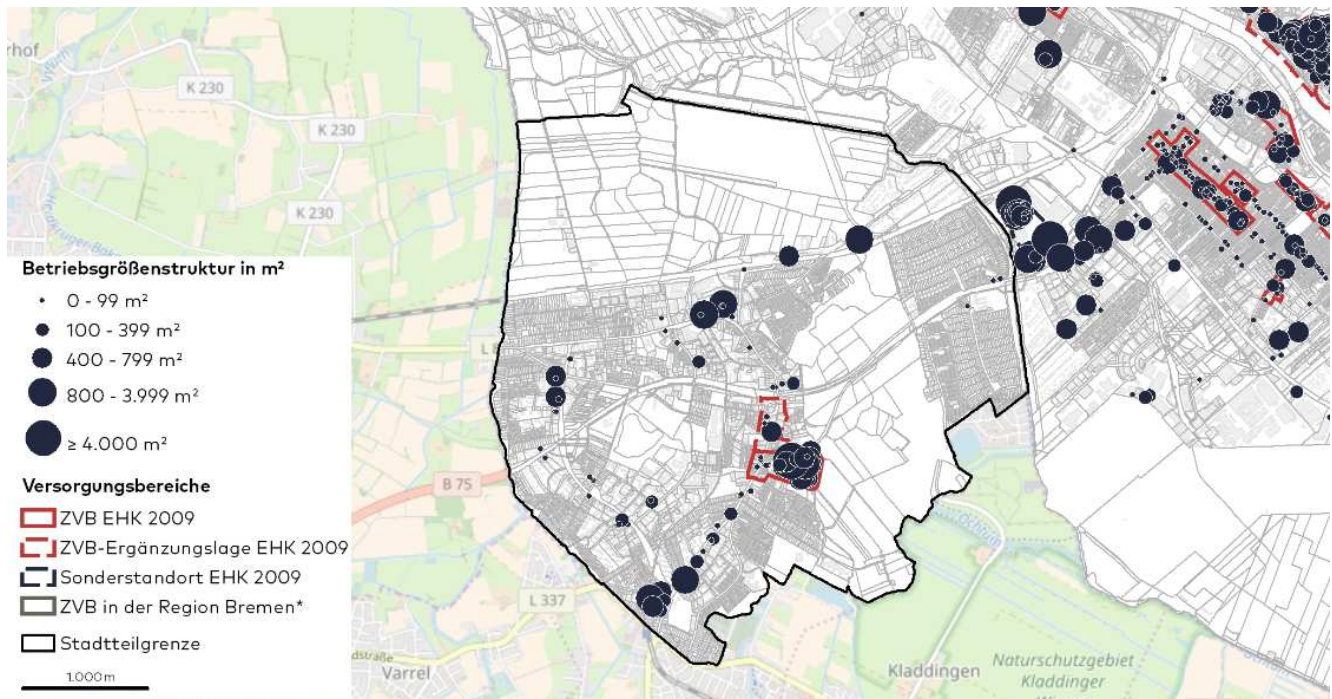 K 230
K 230
K 230
Betriebsgrößenstruktur in m²
0 - 99 m²
100 - 399 m²
400 - 799 m²
800 - 3.999 m²
≥ 4.000 m²
Versorgungsbereiche
ZVB EHK 2009
ZVB-Ergänzungslage EHK 2009
Sonderstandort EHK 2009
ZVB in der Region Bremen*
Stadtteilgrenze
1.000 m
B 75
L 337
Varrel
Ochtum
Kladdingen
Naturschutzgebiet
Kladdinger